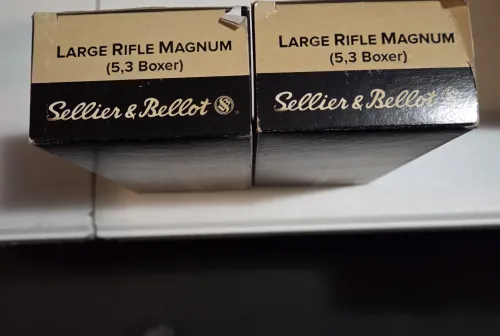 LARGE RIFLE MAGNUM
(5,3 Boxer)
Sellier & Bellot
LARGE RIFLE MAGNUM
(5,3 Boxer)
Sellier & Bellot